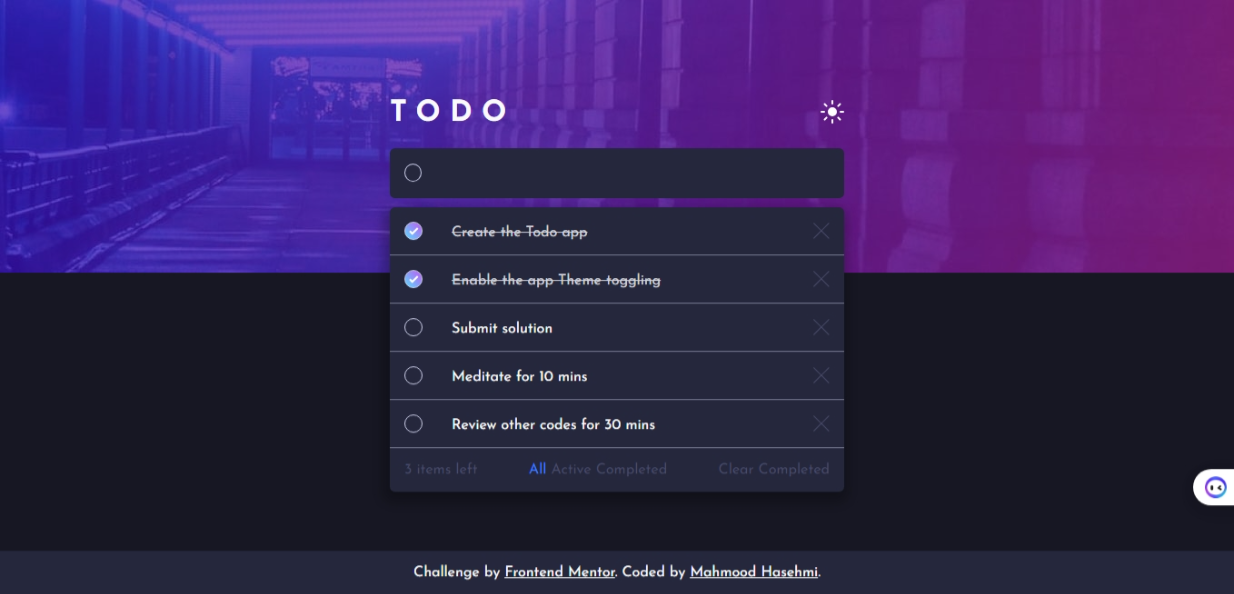 TODO
Create the Todo app
Enable the app Theme toggling
Submit solution
Meditate for 10 mins
Review other codes for 30 mins
3 items left All Active Completed Clear Completed
Challenge by Frontend Mentor. Coded by Mahmood Hasehmi.